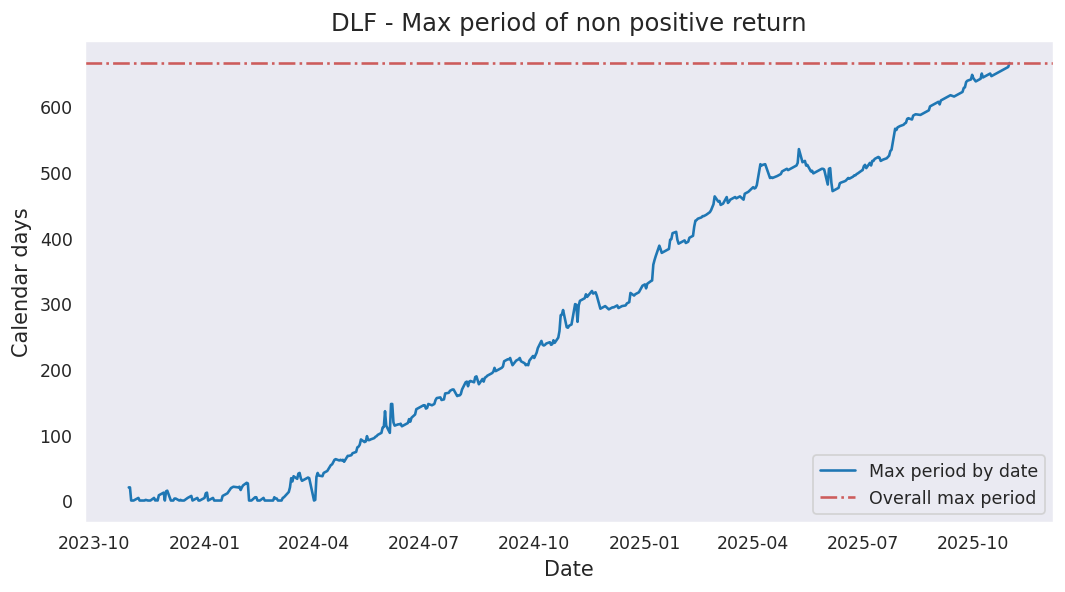 DLF - Max period of non positive return
Calendar days
600
500
400
300
200
100
0
2023-10 2024-01 2024-04 2024-07 2024-10 2025-01 2025-04 2025-07 2025-10
Date
Max period by date
Overall max period